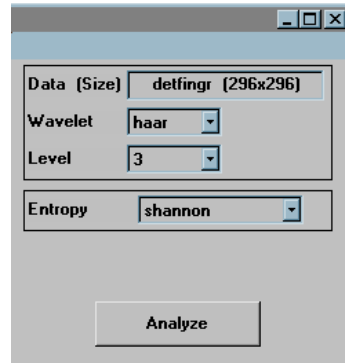 Data (Size) detfingr (296x296)
Wavelet haar
Level 3
Entropy shannon
Analyze